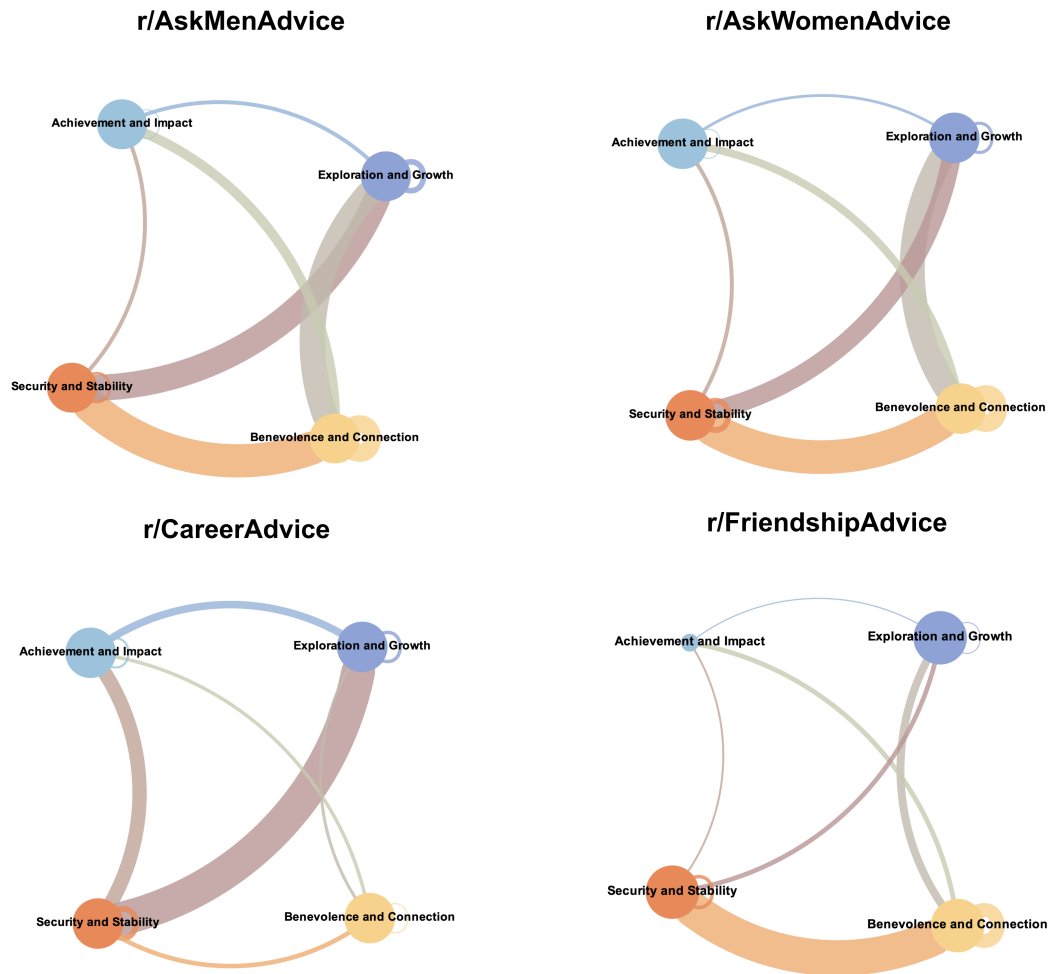 r/AskMenAdvice
Achievement and Impact
Exploration and Growth
Security and Stability
Benevolence and Connection
r/AskWomenAdvice
Exploration and Growth
Achievement and Impact
Benevolence and Connection
Security and Stability
r/CareerAdvice
Exploration and Growth
Achievement and Impact
Benevolence and Connection
Security and Stability
r/FriendshipAdvice
Exploration and Growth
Achievement and Impact
Security and Stability
Benevolence and Connection